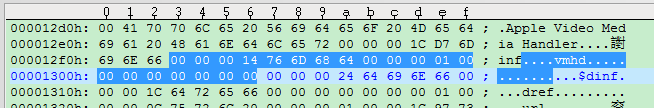 0 1 2 3 4 5 6 7 8 9 a b c d e f
000012d0h: 00 41 70 70 6C 65 20 56 69 64 65 6F 20 4D 65 64 ; .Apple Video Med
000012e0h: 69 61 20 48 61 6E 64 6C 65 72 00 00 00 1C D7 6D ; ia Handler....譵
000012f0h: 69 6E 66 00 00 00 14 76 6D 68 64 00 00 00 01 00 ; inf....vmhd.....
00001300h: 00 00 00 00 00 00 00 00 00 00 24 64 69 6E 66 00 ; ..........$dinf.
00001310h: 00 00 1C 64 72 65 66 00 00 00 00 00 00 00 01 00 ; ...dref.........